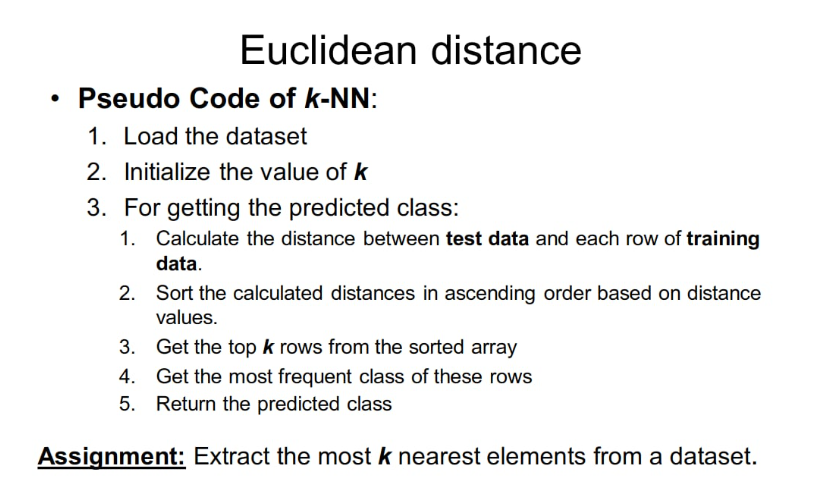 Euclidean distance
• Pseudo Code of k-NN:
1. Load the dataset
2. Initialize the value of k
3. For getting the predicted class:
1. Calculate the distance between test data and each row of training
data.
2. Sort the calculated distances in ascending order based on distance
values.
3. Get the top k rows from the sorted array
4. Get the most frequent class of these rows
5. Return the predicted class
Assignment: Extract the most k nearest elements from a dataset.